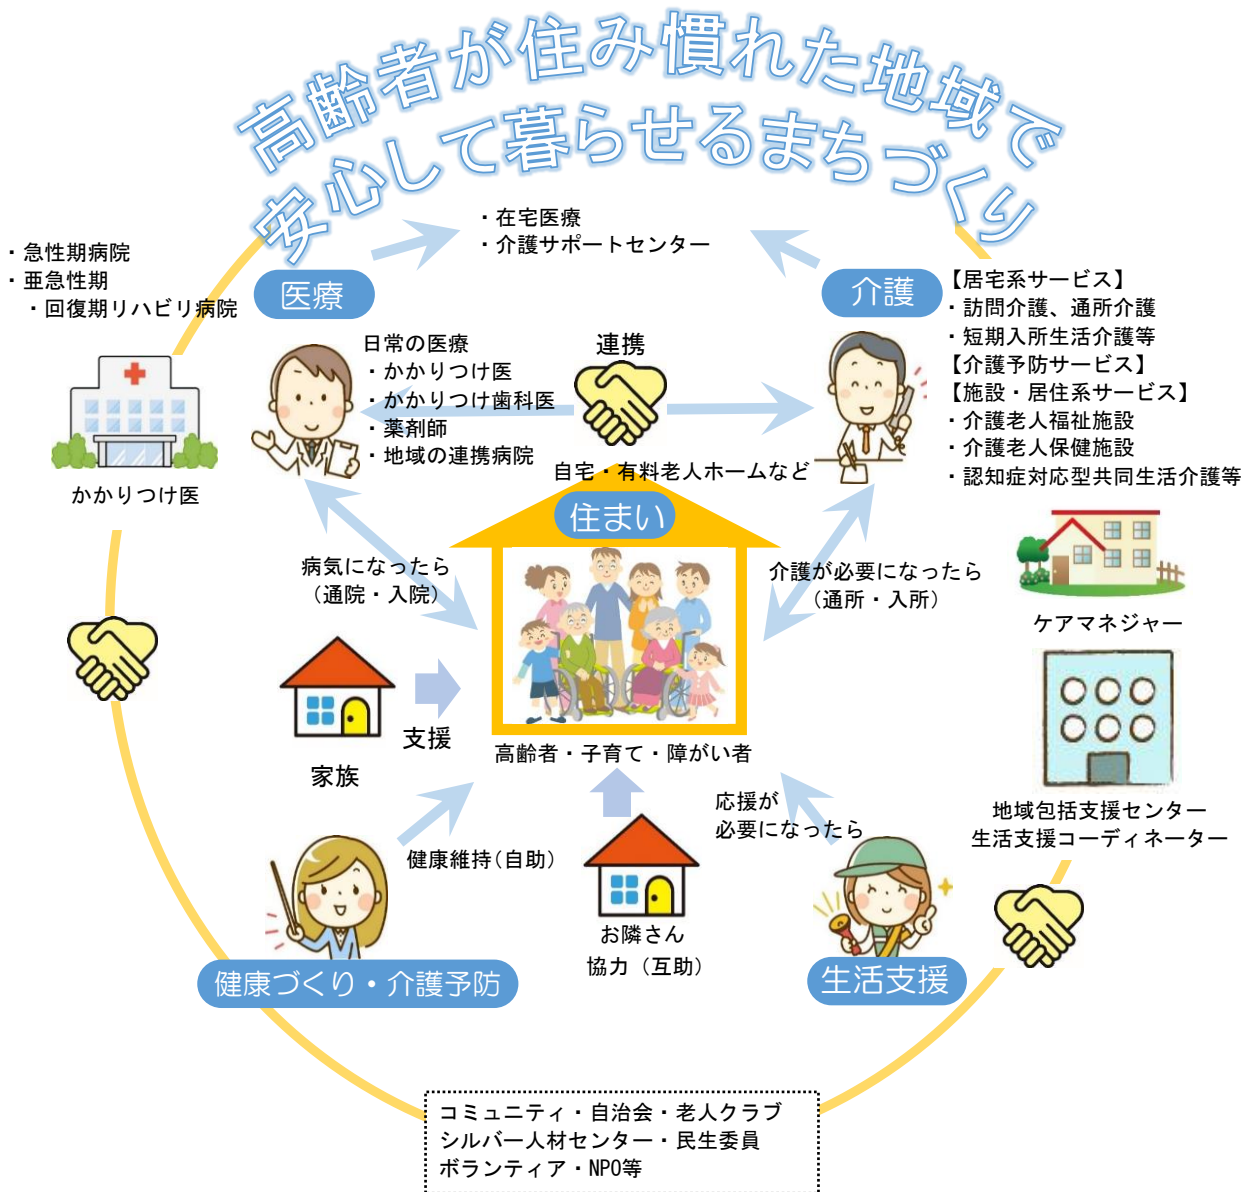 高齢者が住み慣れた地域で
安心して暮らせるまちづくり
・在宅医療
・介護サポートセンター
・急性期病院
・亜急性期
・回復期リハビリ病院
医療
介護
【居宅系サービス】
・訪問介護、通所介護
・短期入所生活介護等
【介護予防サービス】
【施設・居住系サービス】
・介護老人福祉施設
・介護老人保健施設
・認知症対応型共同生活介護等
日常の医療
・かかりつけ医
・かかりつけ歯科医
・薬剤師
・地域の連携病院
連携
かかりつけ医
自宅・有料老人ホームなど
住まい
病気になったら
（通院・入院）
介護が必要になったら
（通所・入所）
ケアマネジャー
支援
家族
高齢者・子育て・障がい者
応援が
必要になったら
地域包括支援センター
生活支援コーディネーター
健康維持（自助）
お隣さん
協力（互助）
健康づくり・介護予防
生活支援
コミュニティ・自治会・老人クラブ
シルバー人材センター・民生委員
ボランティア・NPO等